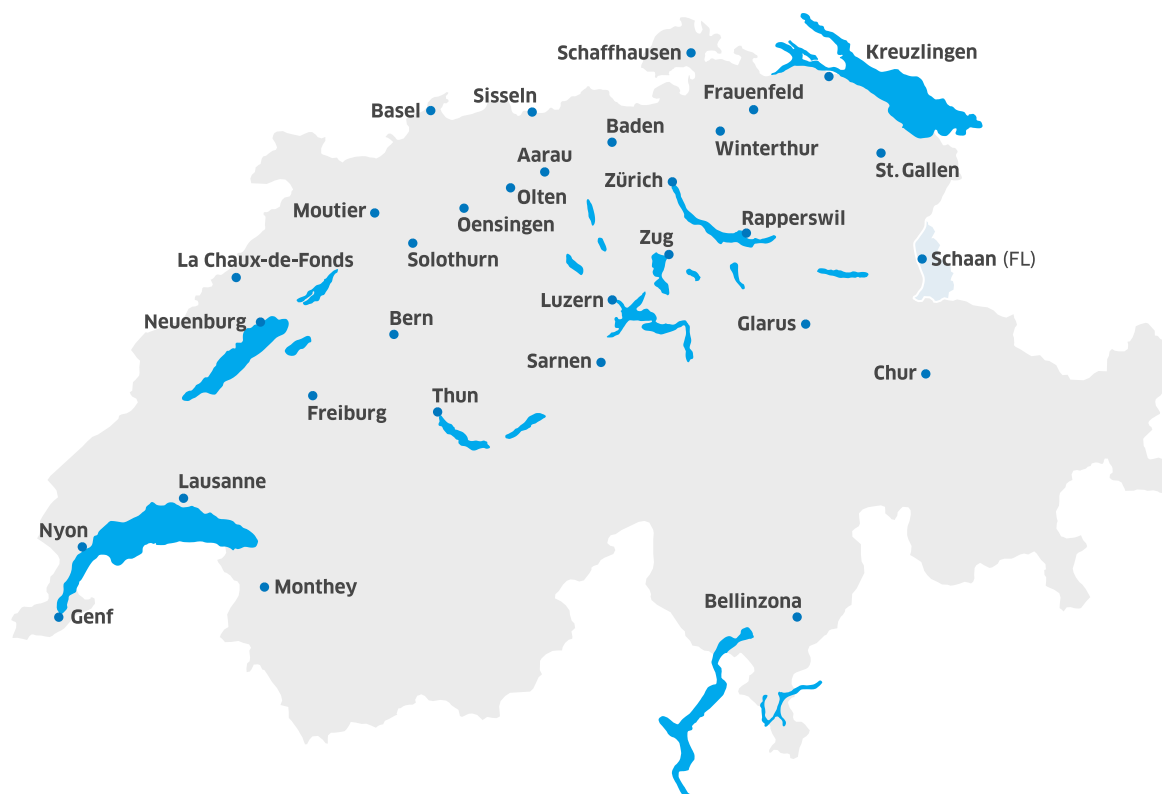 Schaffhausen
Kreuzlingen
Frauenfeld
Sisseln
Basel
Baden
Winterthur
Aarau
St. Gallen
Zürich
Olten
Moutier
Oensingen
Rapperswil
Zug
La Chaux-de-Fonds
Solothurn
Schaan (FL)
Luzern
Neuenburg
Bern
Glarus
Sarnen
Chur
Thun
Freiburg
Lausanne
Nyon
Monthey
Bellinzona
Genf